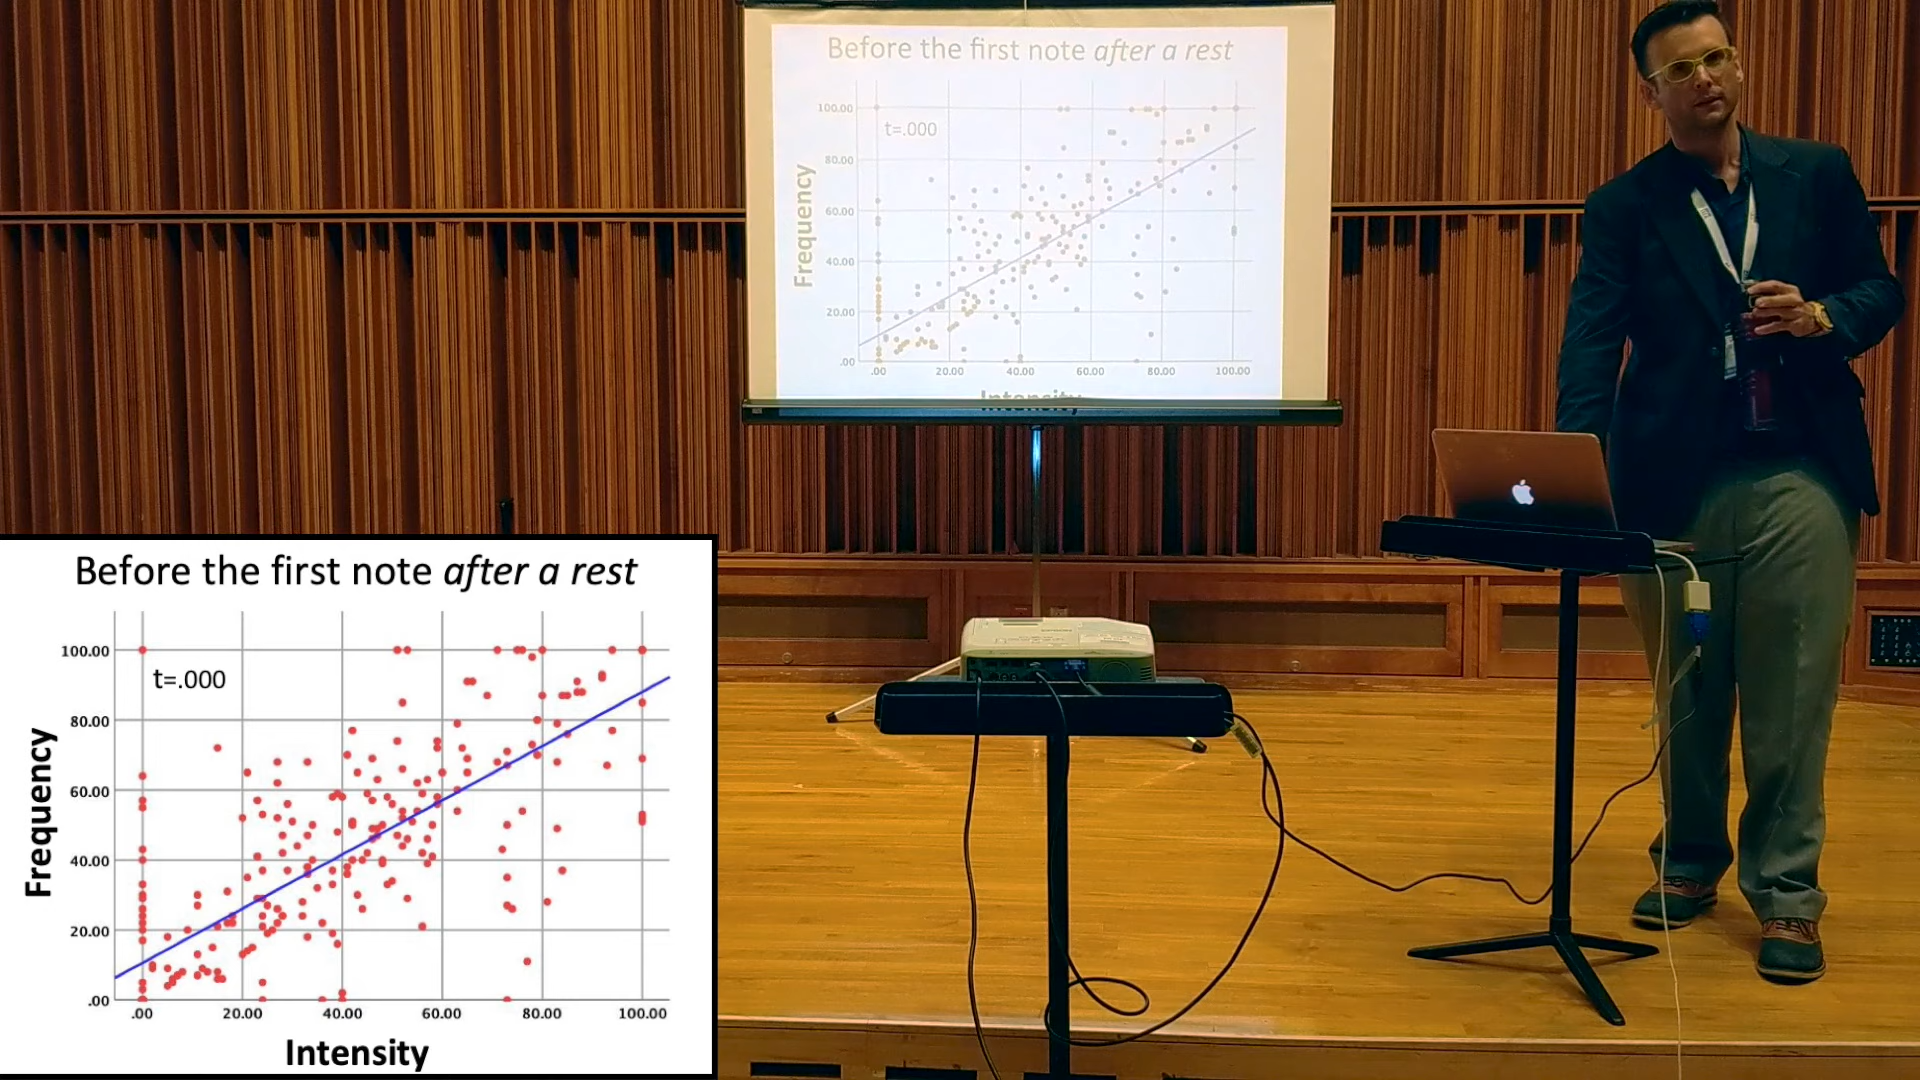 Before the first note after a rest
100.00
t=.000
80.00
Frequency
60.00
40.00
20.00
.00
.00 20.00 40.00 60.00 80.00 100.00
Intensity
Before the first note after a rest
100.00
t=.000
80.00
Frequency
60.00
40.00
20.00
.00
.00 20.00 40.00 60.00 80.00 100.00
Intensity